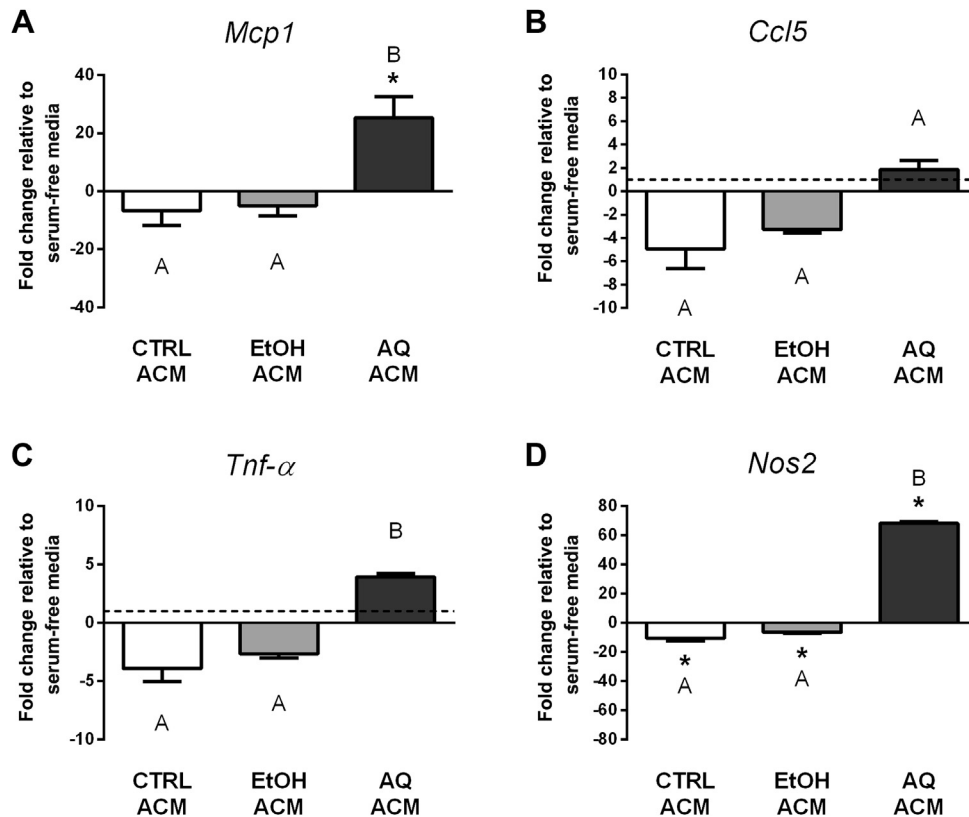 A
Mcp1
Fold change relative to
serum-free media
40
20
0
-20
-40
A
A
B
*
CTRL
ACM
EtOH
ACM
AQ
ACM
B
Ccl5
Fold change relative to
serum-free media
10
8
6
4
2
0
-2
-4
-6
-8
-10
A
A
A
CTRL
ACM
EtOH
ACM
AQ
ACM
C
Tnf-α
Fold change relative to
serum-free media
10
5
0
-5
-10
A
A
B
CTRL
ACM
EtOH
ACM
AQ
ACM
D
Nos2
Fold change relative to
serum-free media
80
60
40
20
0
-20
-40
-60
-80
*
A
*
A
B
*
CTRL
ACM
EtOH
ACM
AQ
ACM